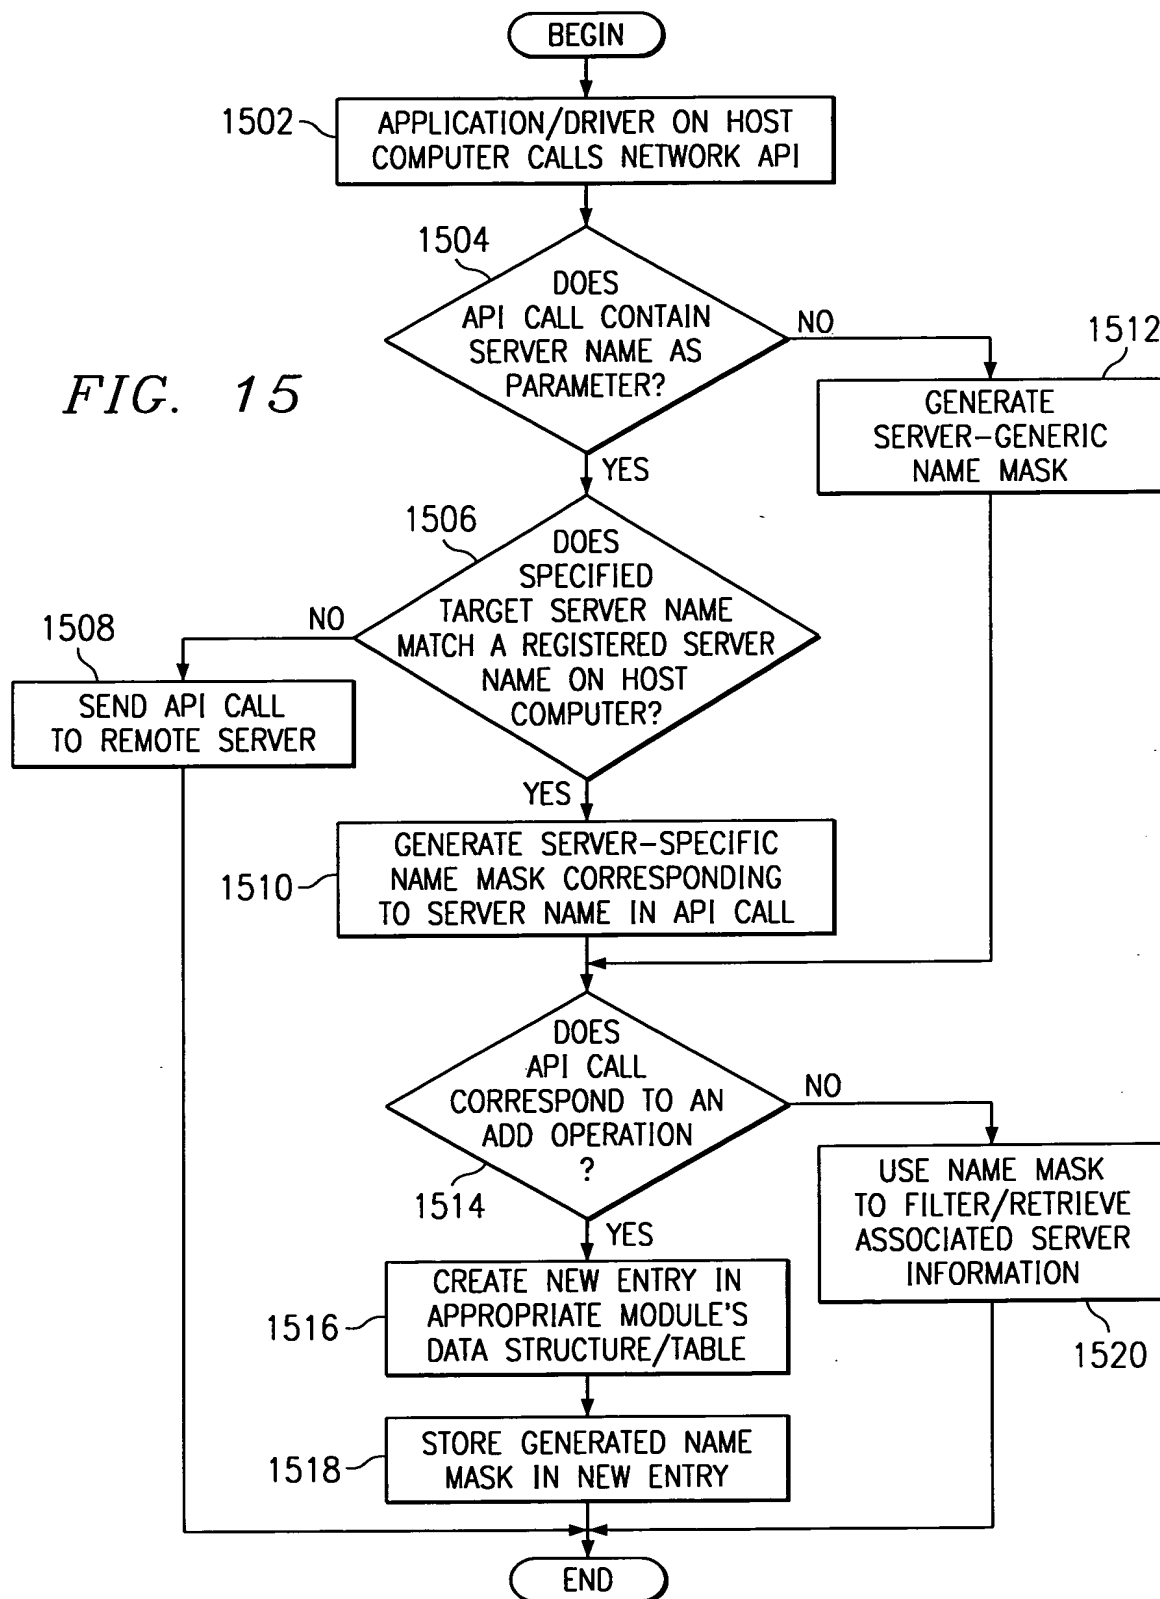 BEGIN
1502
APPLICATION/DRIVER ON HOST
COMPUTER CALLS NETWORK API
1504
DOES
API CALL CONTAIN
SERVER NAME AS
PARAMETER?
NO
1512
GENERATE
SERVER-GENERIC
NAME MASK
FIG. 15
YES
1506
DOES
SPECIFIED
TARGET SERVER NAME
MATCH A REGISTERED SERVER
NAME ON HOST
COMPUTER?
NO
1508
SEND API CALL
TO REMOTE SERVER
YES
1510
GENERATE SERVER-SPECIFIC
NAME MASK CORRESPONDING
TO SERVER NAME IN API CALL
DOES
API CALL
CORRESPOND TO AN
ADD OPERATION
?
1514
NO
USE NAME MASK
TO FILTER/RETRIEVE
ASSOCIATED SERVER
INFORMATION
1520
YES
1516
CREATE NEW ENTRY IN
APPROPRIATE MODULE'S
DATA STRUCTURE/TABLE
1518
STORE GENERATED NAME
MASK IN NEW ENTRY
END